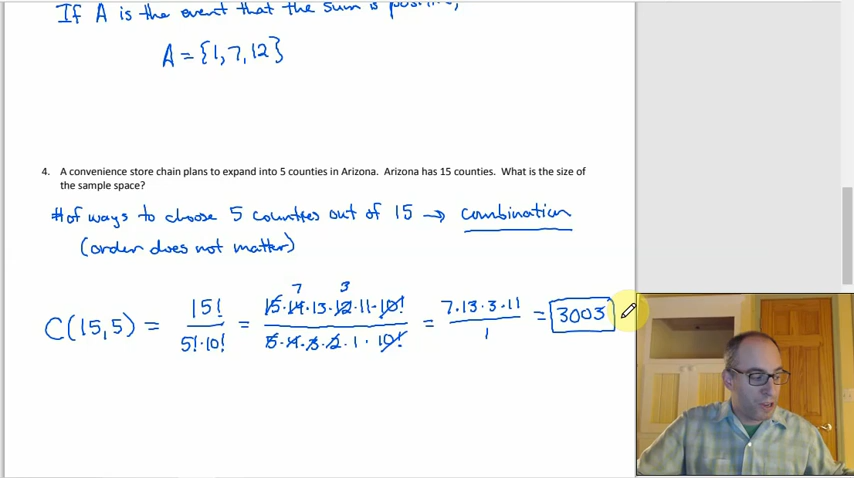 If A is the event that the sum is positive,
A = {1, 7, 12}
4. A convenience store chain plans to expand into 5 counties in Arizona. Arizona has 15 counties. What is the size of
the sample space?
# of ways to choose 5 counties out of 15 → combination
(order does not matter)
C(15,5) = 15!/(5!·10!) = (15·14·13·12·11·10!)/(5·4·3·2·1·10!) = (7·13·3·11)/1 = 3003
7 3